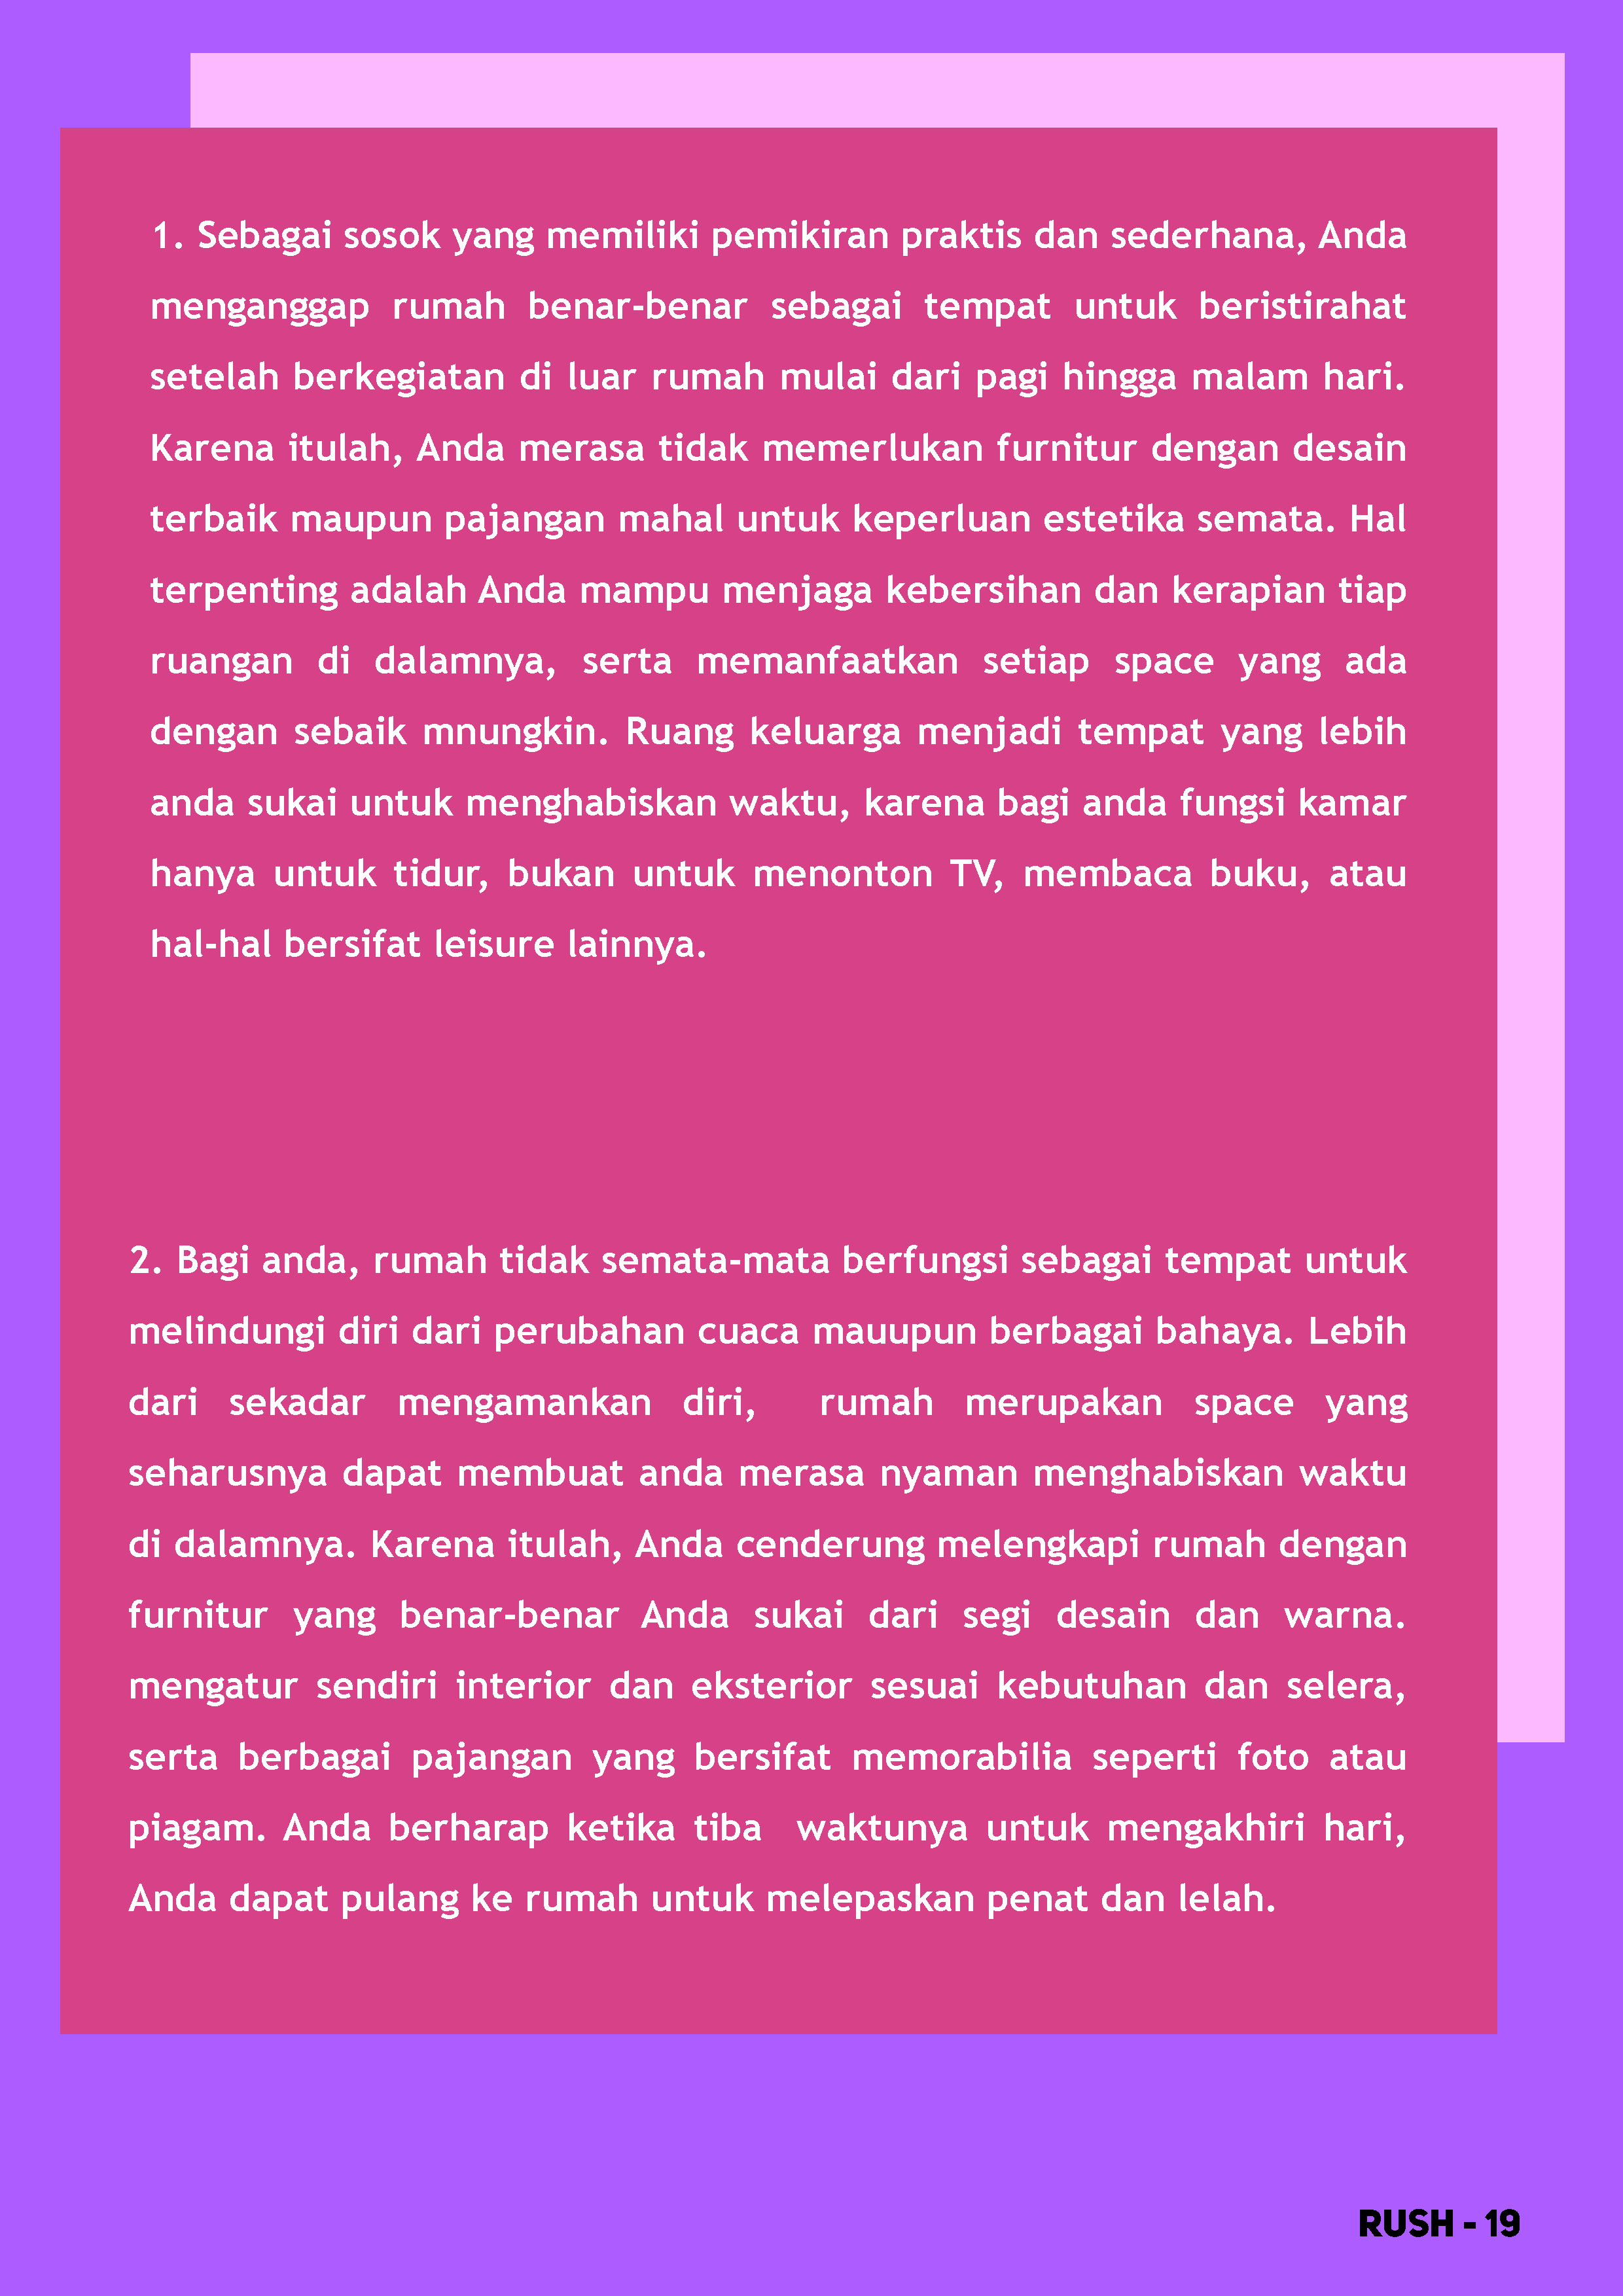 1. Sebagai sosok yang memiliki pemikiran praktis dan sederhana, Anda
menganggap rumah benar-benar sebagai tempat untuk beristirahat
setelah berkegiatan di luar rumah mulai dari pagi hingga malam hari.
Karena itulah, Anda merasa tidak memerlukan furnitur dengan desain
terbaik maupun pajangan mahal untuk keperluan estetika semata. Hal
terpenting adalah Anda mampu menjaga kebersihan dan kerapian tiap
ruangan di dalamnya, serta memanfaatkan setiap space yang ada
dengan sebaik mnungkin. Ruang keluarga menjadi tempat yang lebih
anda sukai untuk menghabiskan waktu, karena bagi anda fungsi kamar
hanya untuk tidur, bukan untuk menonton TV, membaca buku, atau
hal-hal bersifat leisure lainnya.
2. Bagi anda, rumah tidak semata-mata berfungsi sebagai tempat untuk
melindungi diri dari perubahan cuaca mauupun berbagai bahaya. Lebih
dari sekadar mengamankan diri, rumah merupakan space yang
seharusnya dapat membuat anda merasa nyaman menghabiskan waktu
di dalamnya. Karena itulah, Anda cenderung melengkapi rumah dengan
furnitur yang benar-benar Anda sukai dari segi desain dan warna.
mengatur sendiri interior dan eksterior sesuai kebutuhan dan selera,
serta berbagai pajangan yang bersifat memorabilia seperti foto atau
piagam. Anda berharap ketika tiba waktunya untuk mengakhiri hari,
Anda dapat pulang ke rumah untuk melepaskan penat dan lelah.
RUSH - 19